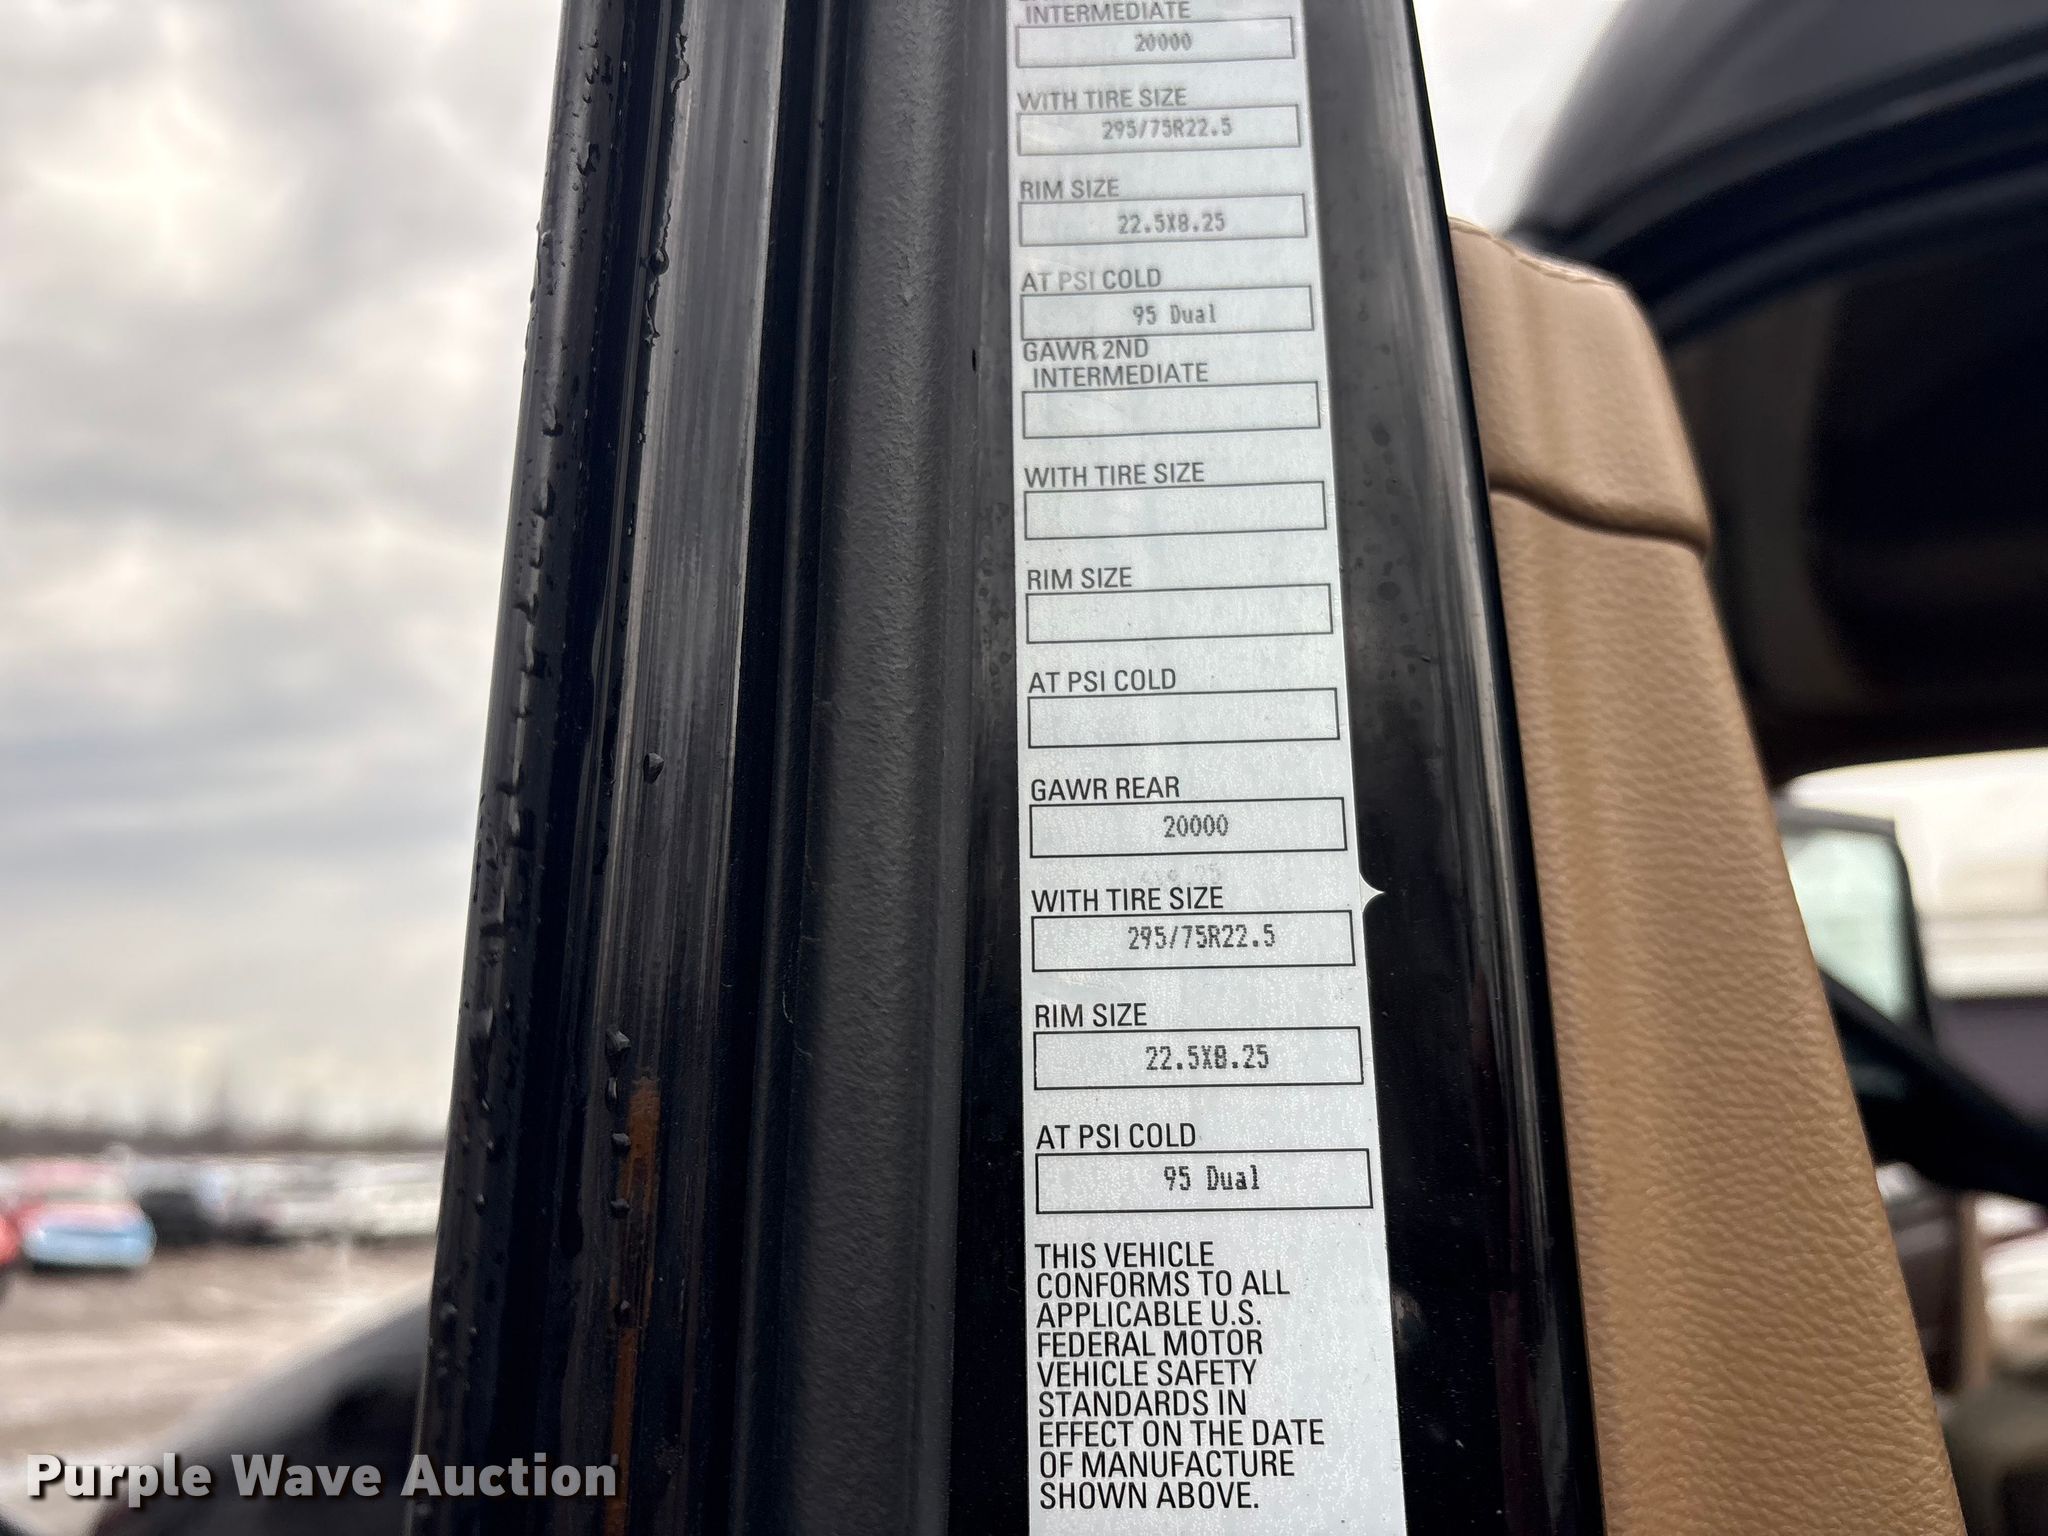 INTERMEDIATE
20000
WITH TIRE SIZE
295/75R22.5
RIM SIZE
22.5X8.25
AT PSI COLD
95 Dual
GAWR 2ND
INTERMEDIATE
WITH TIRE SIZE
RIM SIZE
AT PSI COLD
GAWR REAR
20000
WITH TIRE SIZE
295/75R22.5
RIM SIZE
22.5X8.25
AT PSI COLD
95 Dual
THIS VEHICLE
CONFORMS TO ALL
APPLICABLE U.S.
FEDERAL MOTOR
VEHICLE SAFETY
STANDARDS IN
EFFECT ON THE DATE
OF MANUFACTURE
SHOWN ABOVE.
Purple Wave Auction